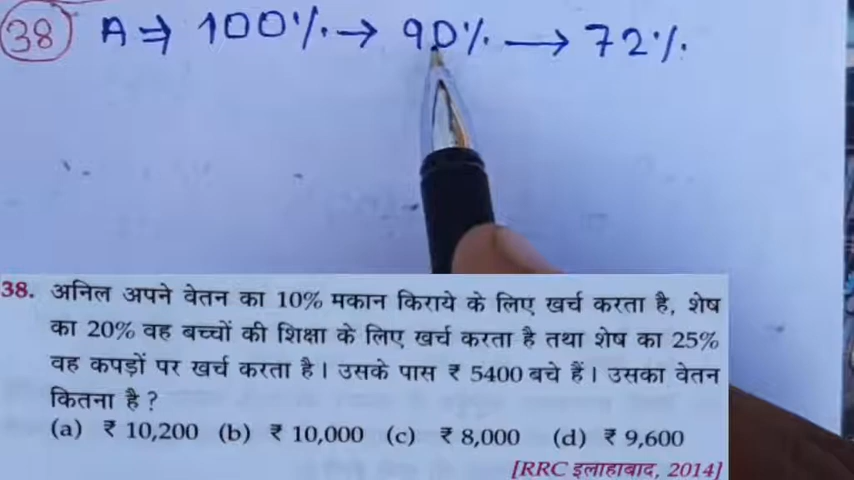 38 A ⇒ 100% → 90% → 72%
38. अनिल अपने वेतन का 10% मकान किराये के लिए खर्च करता है, शेष
का 20% वह बच्चों की शिक्षा के लिए खर्च करता है तथा शेष का 25%
वह कपड़ों पर खर्च करता है। उसके पास ₹ 5400 बचे हैं। उसका वेतन
कितना है?
(a) ₹ 10,200 (b) ₹ 10,000 (c) ₹ 8,000 (d) ₹ 9,600
[RRC इलाहाबाद, 2014]